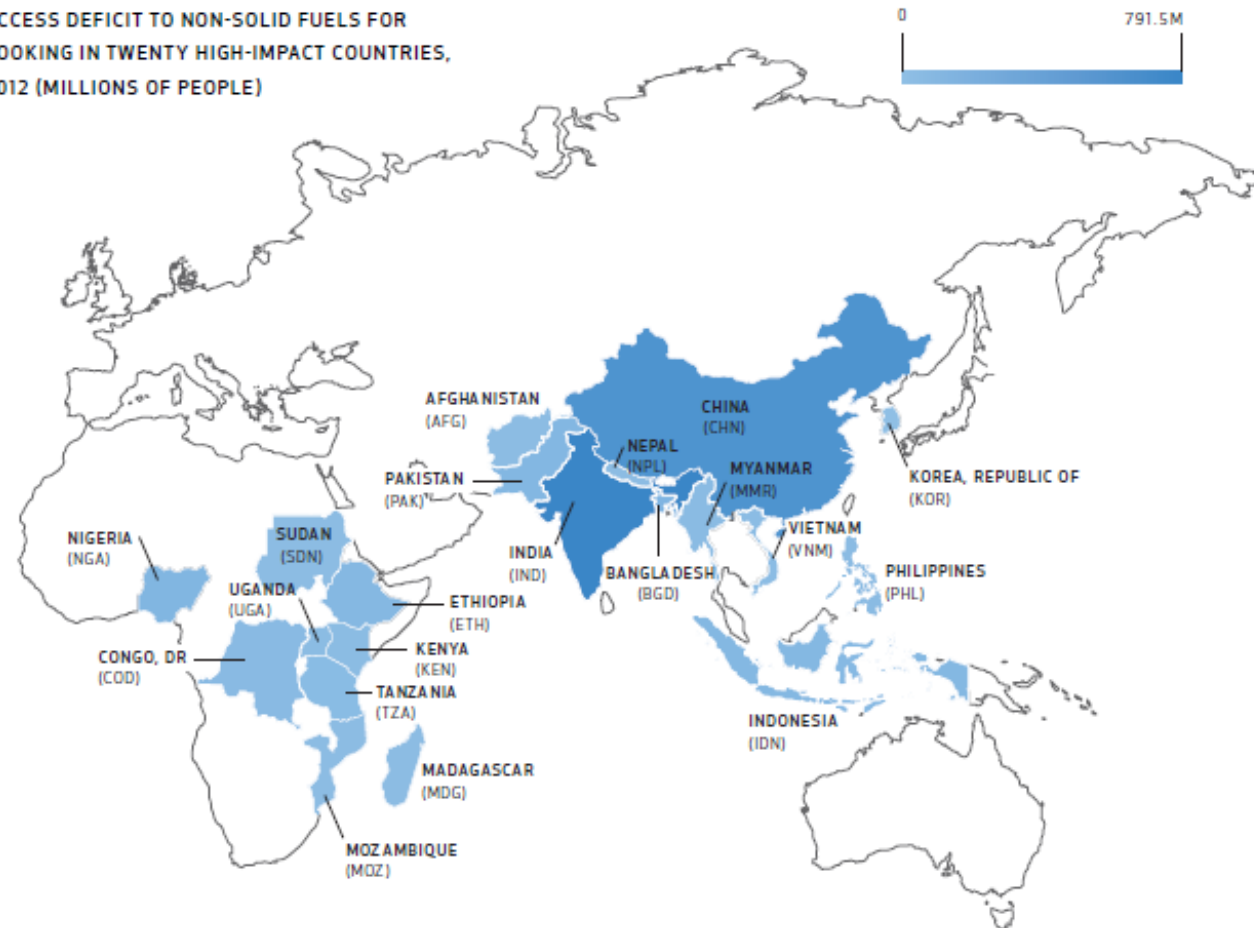 CCESS DEFICIT TO NON-SOLID FUELS FOR
OOKING IN TWENTY HIGH-IMPACT COUNTRIES,
012 (MILLIONS OF PEOPLE)
0
791.5M
AFGHANISTAN
(AFG)
CHINA
(CHN)
NEPAL
(NPL)
MYANMAR
(MMR)
KOREA, REPUBLIC OF
(KOR)
PAKISTAN
(PAK)
NIGERIA
(NGA)
SUDAN
(SDN)
INDIA
(IND)
BANGLADESH
(BGD)
VIETNAM
(VNM)
PHILIPPINES
(PHL)
UGANDA
(UGA)
ETHIOPIA
(ETH)
KENYA
(KEN)
CONGO, DR
(COD)
TANZANIA
(TZA)
INDONESIA
(IDN)
MADAGASCAR
(MDG)
MOZAMBIQUE
(MOZ)